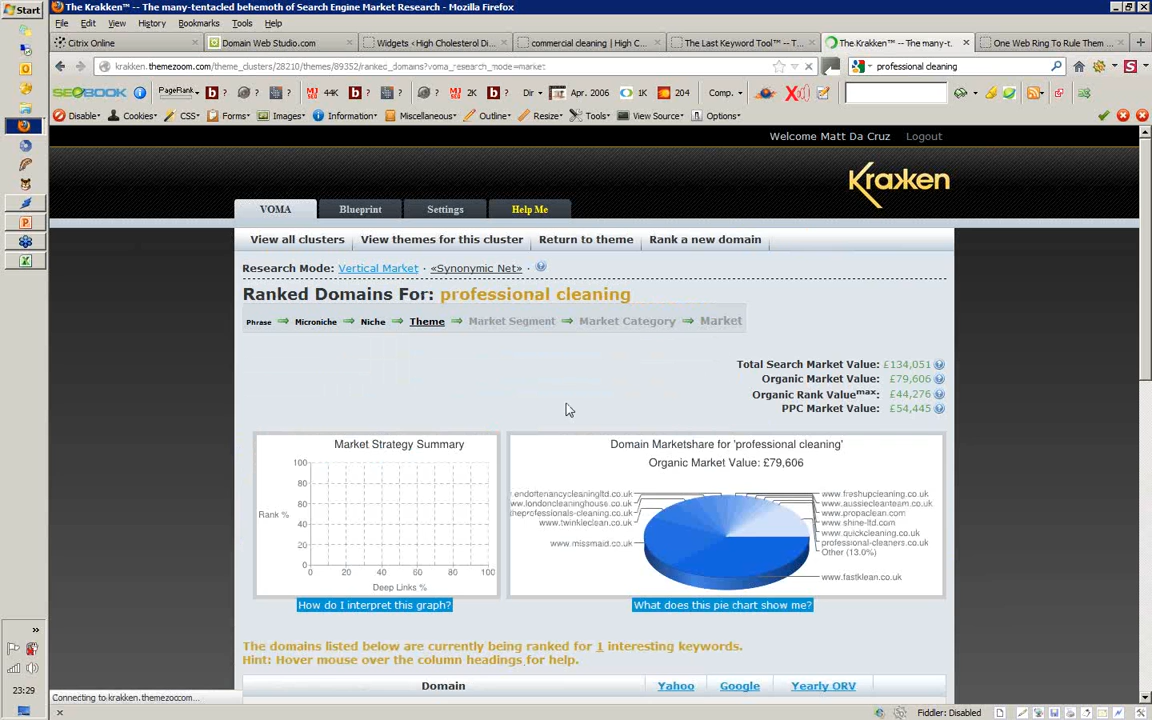 Start
The Krakken™ -- The many-tentacled behemoth of Search Engine Market Research - Mozilla Firefox
File Edit View History Bookmarks Tools Help
Citrix Online
Domain Web Studio.com
Widgets < High Cholesterol Di...
commercial cleaning | High C...
The Last Keyword Tool™ -- T...
The Krakken™ -- The many-t...
One Web Ring To Rule Them ...
krakken.themezoom.com/theme_clusters/28210/themes/89352/ranked_domains?voma_research_mode=market
professional cleaning
SEOBOOK PageRank ? ? MJ 44K ? MJ 2K ? Dir Apr. 2006 1K 204 Comp.
Disable Cookies CSS Forms Images Information Miscellaneous Outline Resize Tools View Source Options
Welcome Matt Da Cruz Logout
Krakken
VOMA Blueprint Settings Help Me
View all clusters View themes for this cluster Return to theme Rank a new domain
Research Mode: Vertical Market · «Synonymic Net» ·
Ranked Domains For: professional cleaning
Phrase Microniche Niche Theme Market Segment Market Category Market
Total Search Market Value: £134,051
Organic Market Value: £79,606
Organic Rank Value max: £44,276
PPC Market Value: £54,445
Market Strategy Summary
100
80
60
40
20
0
Rank %
0 20 40 60 80 100
Deep Links %
How do I interpret this graph?
Domain Marketshare for 'professional cleaning'
Organic Market Value: £79,606
.endoftenancycleaningltd.co.uk
www.londoncleaninghouse.co.uk
theprofessionals-cleaning.co.uk
www.twinkleclean.co.uk
www.missmaid.co.uk
www.freshupcleaning.co.uk
www.aussiecleanteam.co.uk
www.propaclean.com
www.shine-ltd.com
www.quickcleaning.co.uk
professional-cleaners.co.uk
Other (13.0%)
www.fastklean.co.uk
What does this pie chart show me?
The domains listed below are currently being ranked for 1 interesting keywords.
Hint: Hover mouse over the column headings for help.
Domain Yahoo Google Yearly ORV
23:29
Connecting to krakken.themezoom.com...
Fiddler: Disabled